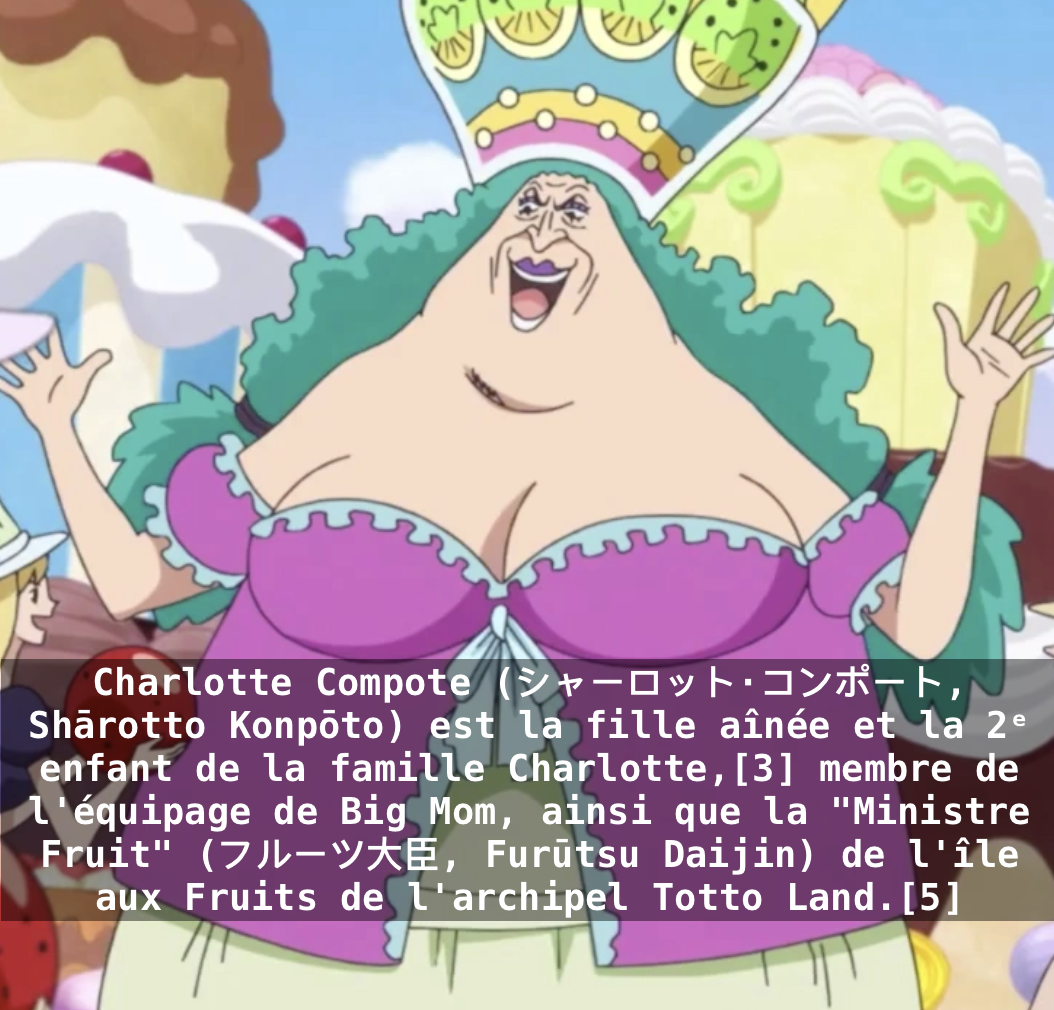 Charlotte Compote (シャーロット·コンポート,
Shārotto Konpōto) est la fille aînée et la 2ᵉ
enfant de la famille Charlotte,[3] membre de
l'équipage de Big Mom, ainsi que la "Ministre
Fruit" (フルーツ大臣, Furūtsu Daijin) de l'île
aux Fruits de l'archipel Totto Land.[5]